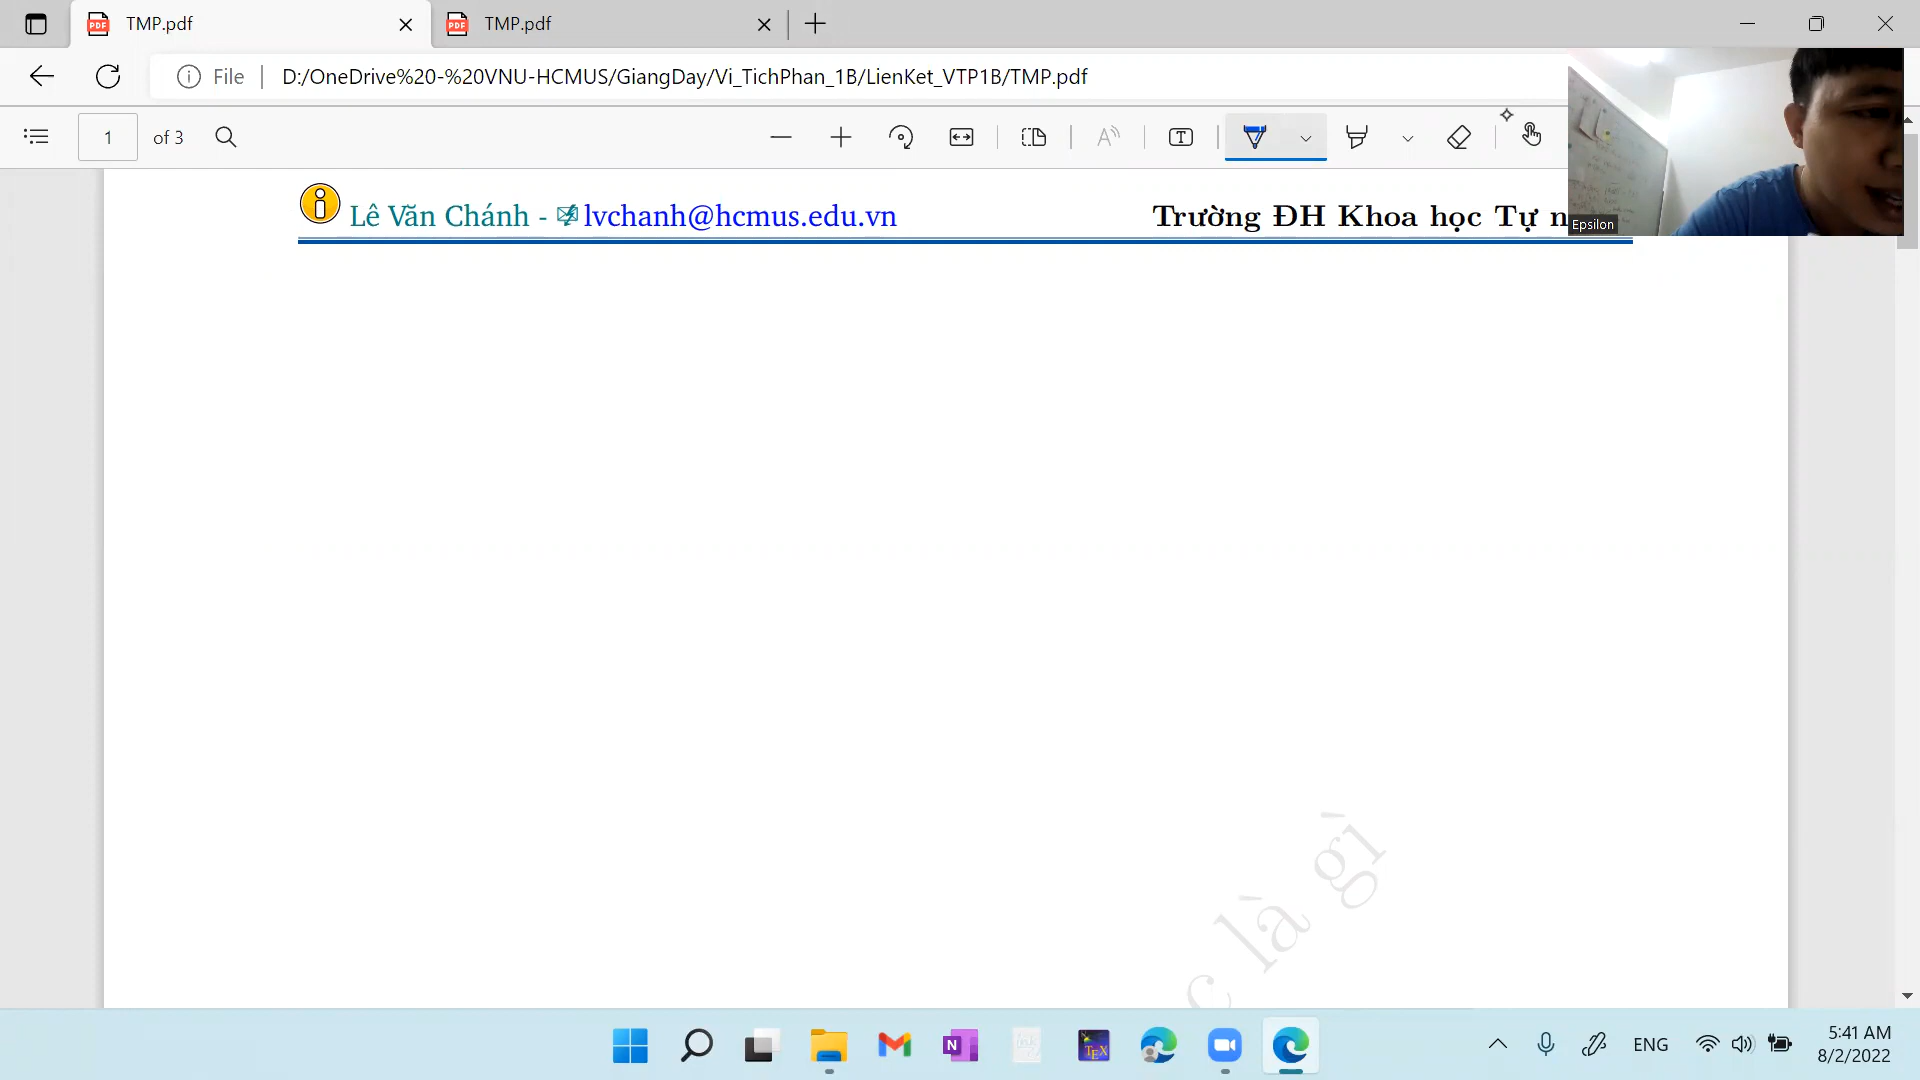 TMP.pdf
TMP.pdf
File
D:/OneDrive%20-%20VNU-HCMUS/GiangDay/Vi_TichPhan_1B/LienKet_VTP1B/TMP.pdf
1 of 3
Epsilon
Lê Văn Chánh - lvchanh@hcmus.edu.vn
Trường ĐH Khoa học Tự
là gì
ENG
5:41 AM
8/2/2022